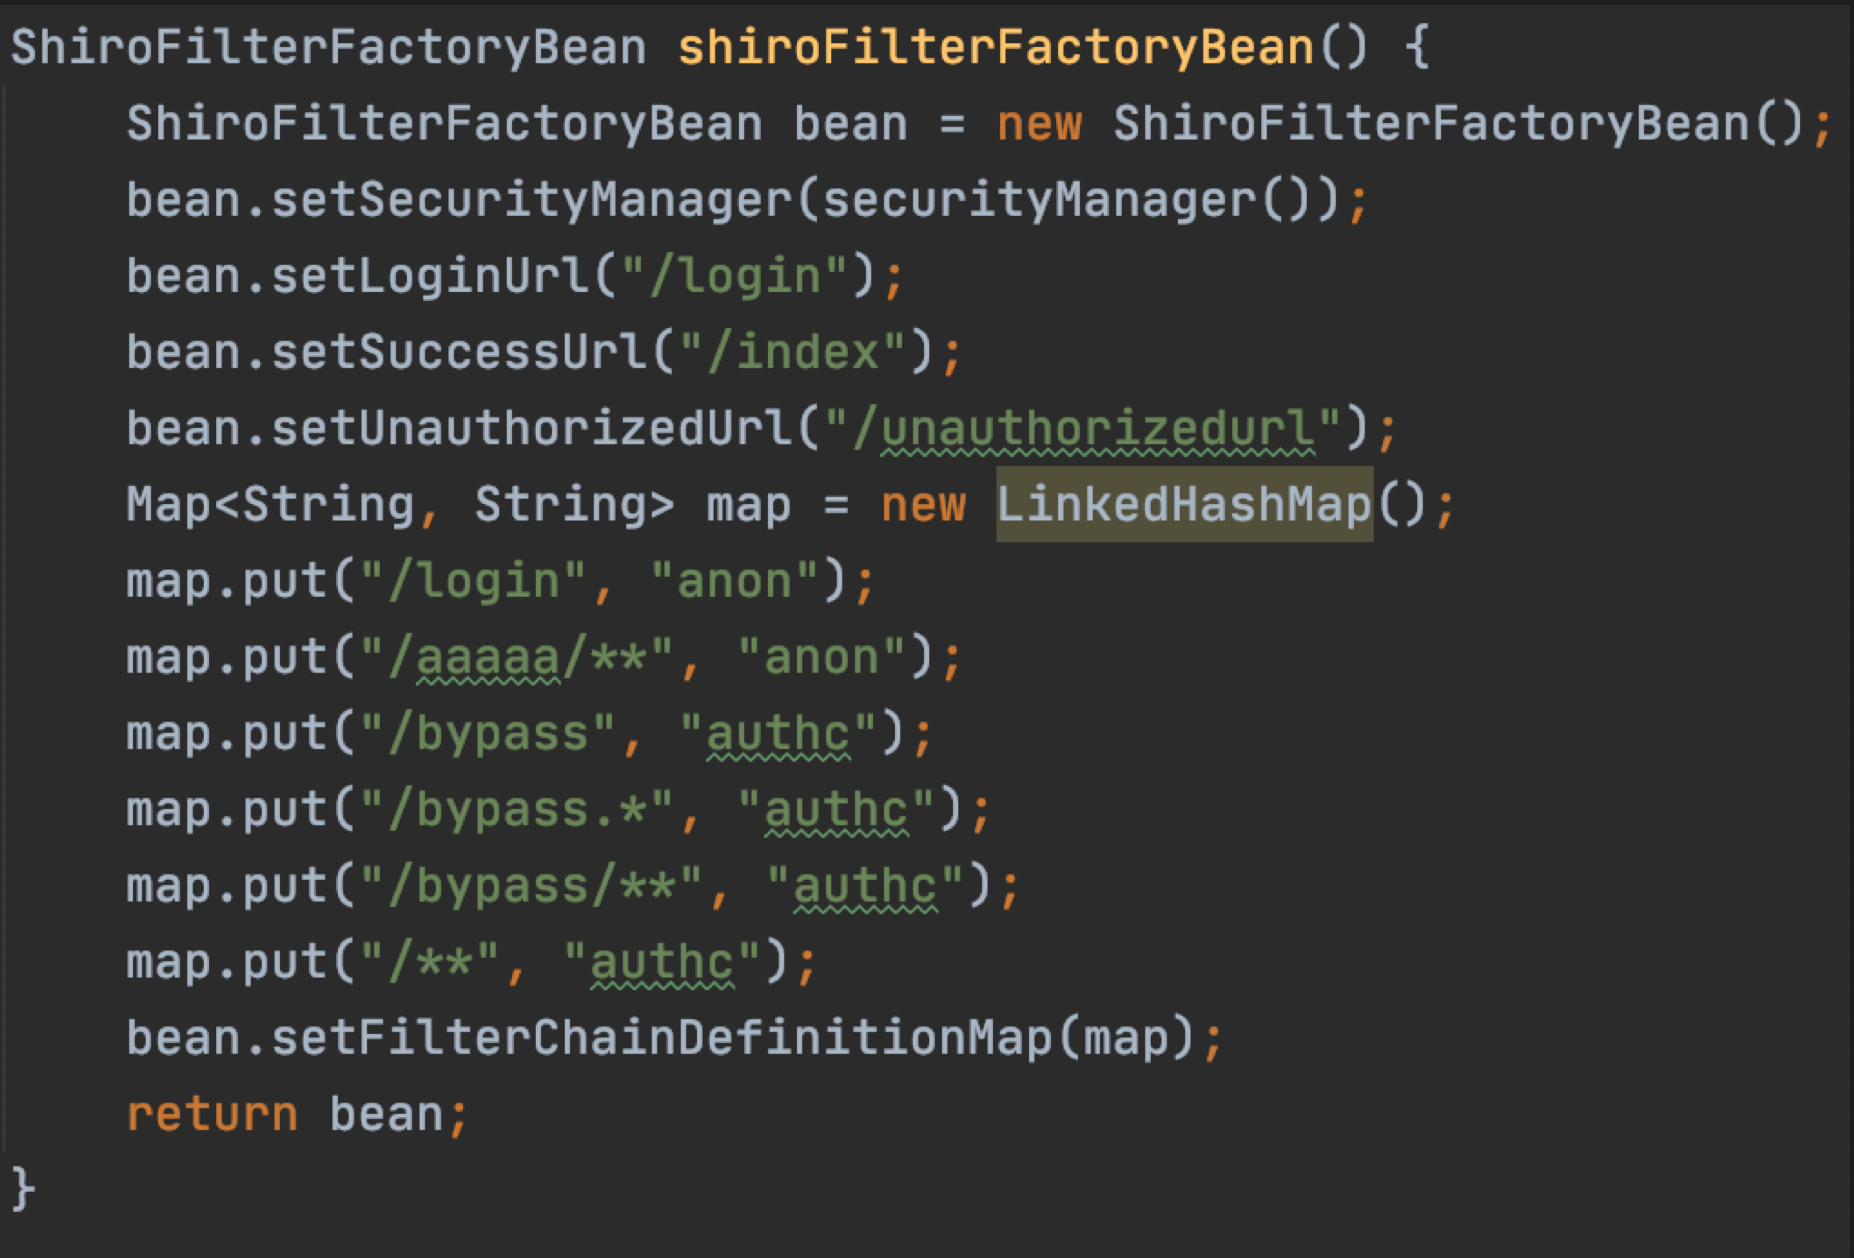 ShiroFilterFactoryBean shiroFilterFactoryBean() {
ShiroFilterFactoryBean bean = new ShiroFilterFactoryBean();
bean.setSecurityManager(securityManager());
bean.setLoginUrl("/login");
bean.setSuccessUrl("/index");
bean.setUnauthorizedUrl("/unauthorizedurl");
Map<String, String> map = new LinkedHashMap();
map.put("/login", "anon");
map.put("/aaaaa/**", "anon");
map.put("/bypass", "authc");
map.put("/bypass.*", "authc");
map.put("/bypass/**", "authc");
map.put("/**", "authc");
bean.setFilterChainDefinitionMap(map);
return bean;
}